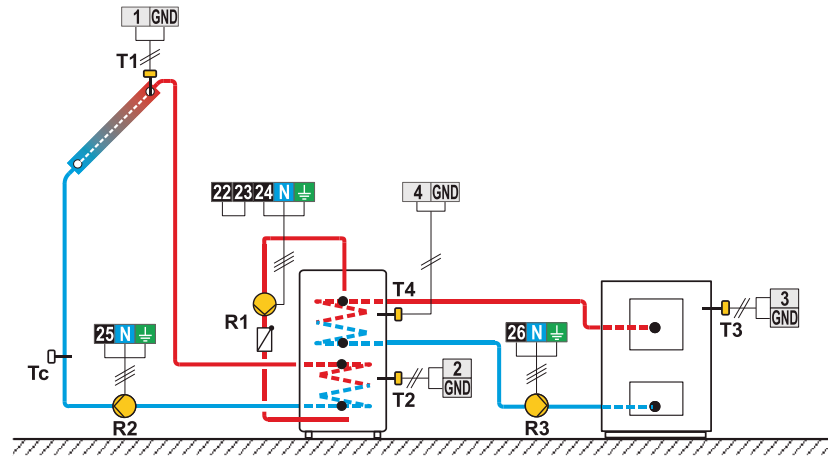 1 GND
T1
22 23 24 N
4 GND
T4
R1
3
GND
T3
25 N
26 N
Tc
2
GND
T2
R2
R3